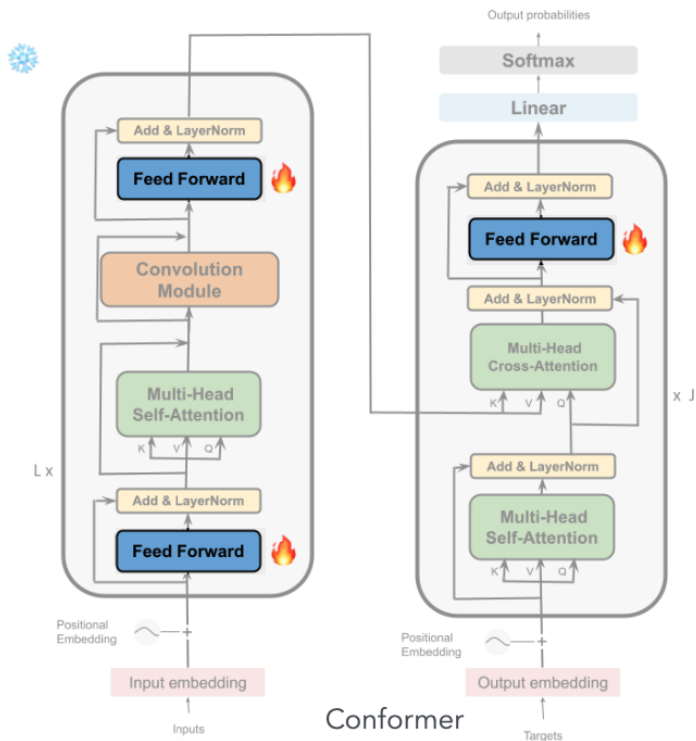 Output probabilities
Softmax
Linear
Add & LayerNorm
Feed Forward
Convolution
Module
Multi-Head
Self-Attention
K
V
Q
L x
Add & LayerNorm
Feed Forward
Positional
Embedding
Input embedding
Inputs
Add & LayerNorm
Feed Forward
Add & LayerNorm
Multi-Head
Cross-Attention
K
V
Q
x J
Add & LayerNorm
Multi-Head
Self-Attention
K
V
Q
Positional
Embedding
Output embedding
Targets
Conformer